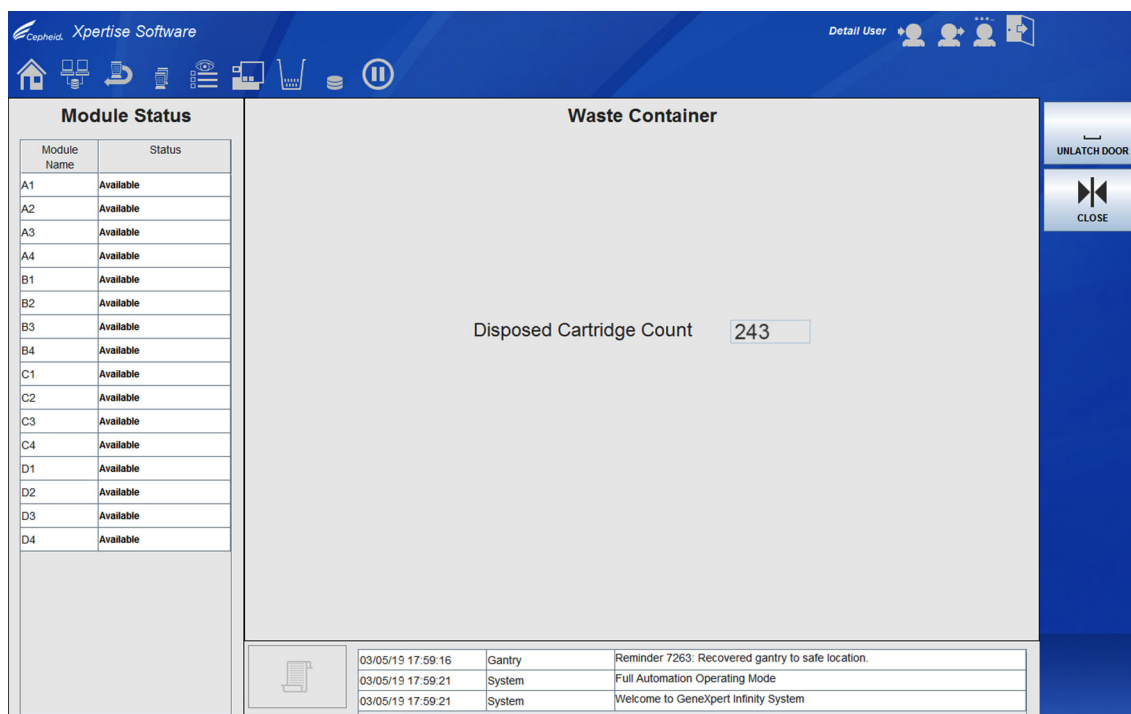 Cepheid. Xpertise Software
Detail User
Module Status
Module Name Status
A1 Available
A2 Available
A3 Available
A4 Available
B1 Available
B2 Available
B3 Available
B4 Available
C1 Available
C2 Available
C3 Available
C4 Available
D1 Available
D2 Available
D3 Available
D4 Available
Waste Container
Disposed Cartridge Count 243
UNLATCH DOOR
CLOSE
03/05/19 17:59:16 Gantry Reminder 7263: Recovered gantry to safe location.
03/05/19 17:59:21 System Full Automation Operating Mode
03/05/19 17:59:21 System Welcome to GeneXpert Infinity System